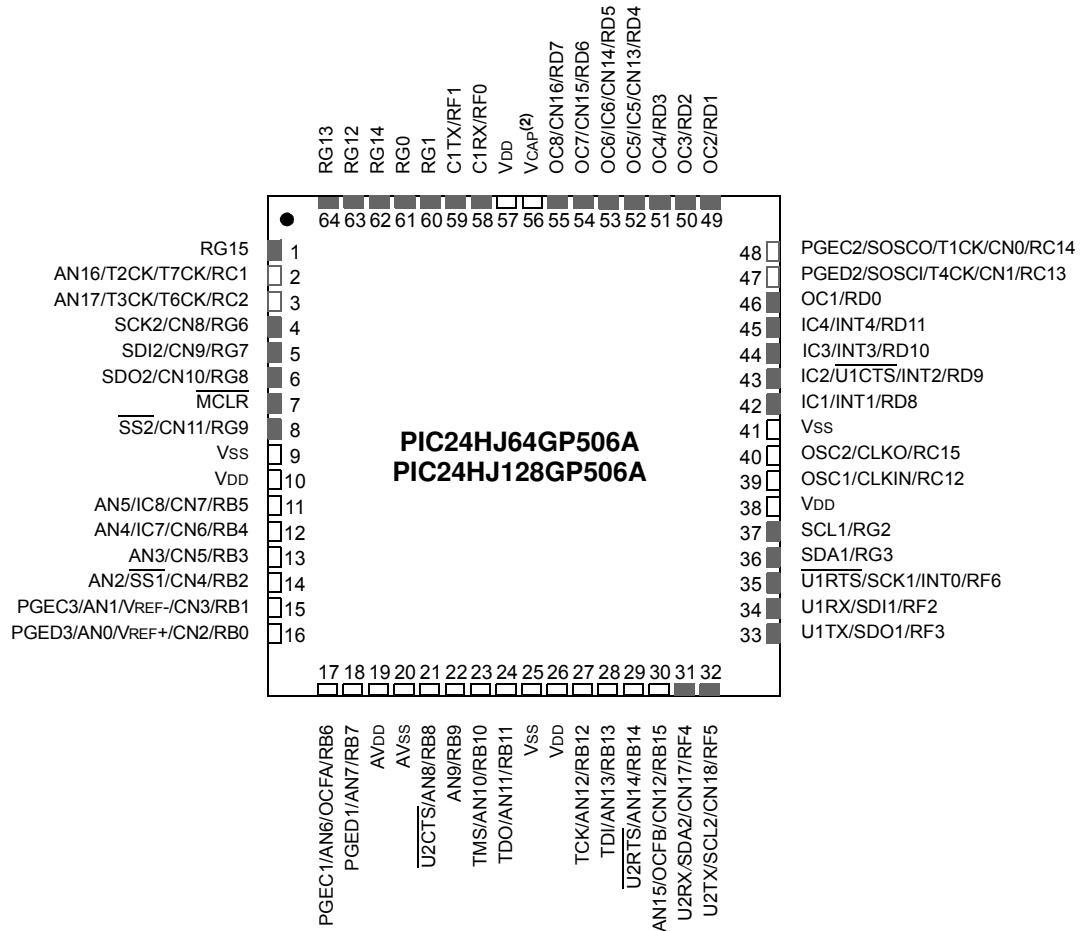 RG13
RG12
RG14
RG0
RG1
C1TX/RF1
C1RX/RF0
VDD
VCAP(2)
OC8/CN16/RD7
OC7/CN15/RD6
OC6/IC6/CN14/RD5
OC5/IC5/CN13/RD4
OC4/RD3
OC3/RD2
OC2/RD1
64 63 62 61 60 59 58 57 56 55 54 53 52 51 50 49
RG15 1
AN16/T2CK/T7CK/RC1 2
AN17/T3CK/T6CK/RC2 3
SCK2/CN8/RG6 4
SDI2/CN9/RG7 5
SDO2/CN10/RG8 6
MCLR 7
SS2/CN11/RG9 8
VSS 9
VDD 10
AN5/IC8/CN7/RB5 11
AN4/IC7/CN6/RB4 12
AN3/CN5/RB3 13
AN2/SS1/CN4/RB2 14
PGEC3/AN1/VREF-/CN3/RB1 15
PGED3/AN0/VREF+/CN2/RB0 16
PIC24HJ64GP506A
PIC24HJ128GP506A
48 PGEC2/SOSCO/T1CK/CN0/RC14
47 PGED2/SOSCI/T4CK/CN1/RC13
46 OC1/RD0
45 IC4/INT4/RD11
44 IC3/INT3/RD10
43 IC2/U1CTS/INT2/RD9
42 IC1/INT1/RD8
41 VSS
40 OSC2/CLKO/RC15
39 OSC1/CLKIN/RC12
38 VDD
37 SCL1/RG2
36 SDA1/RG3
35 U1RTS/SCK1/INT0/RF6
34 U1RX/SDI1/RF2
33 U1TX/SDO1/RF3
17 18 19 20 21 22 23 24 25 26 27 28 29 30 31 32
PGEC1/AN6/OCFA/RB6
PGED1/AN7/RB7
AVDD
AVSS
U2CTS/AN8/RB8
AN9/RB9
TMS/AN10/RB10
TDO/AN11/RB11
VSS
VDD
TCK/AN12/RB12
TDI/AN13/RB13
U2RTS/AN14/RB14
AN15/OCFB/CN12/RB15
U2RX/SDA2/CN17/RF4
U2TX/SCL2/CN18/RF5